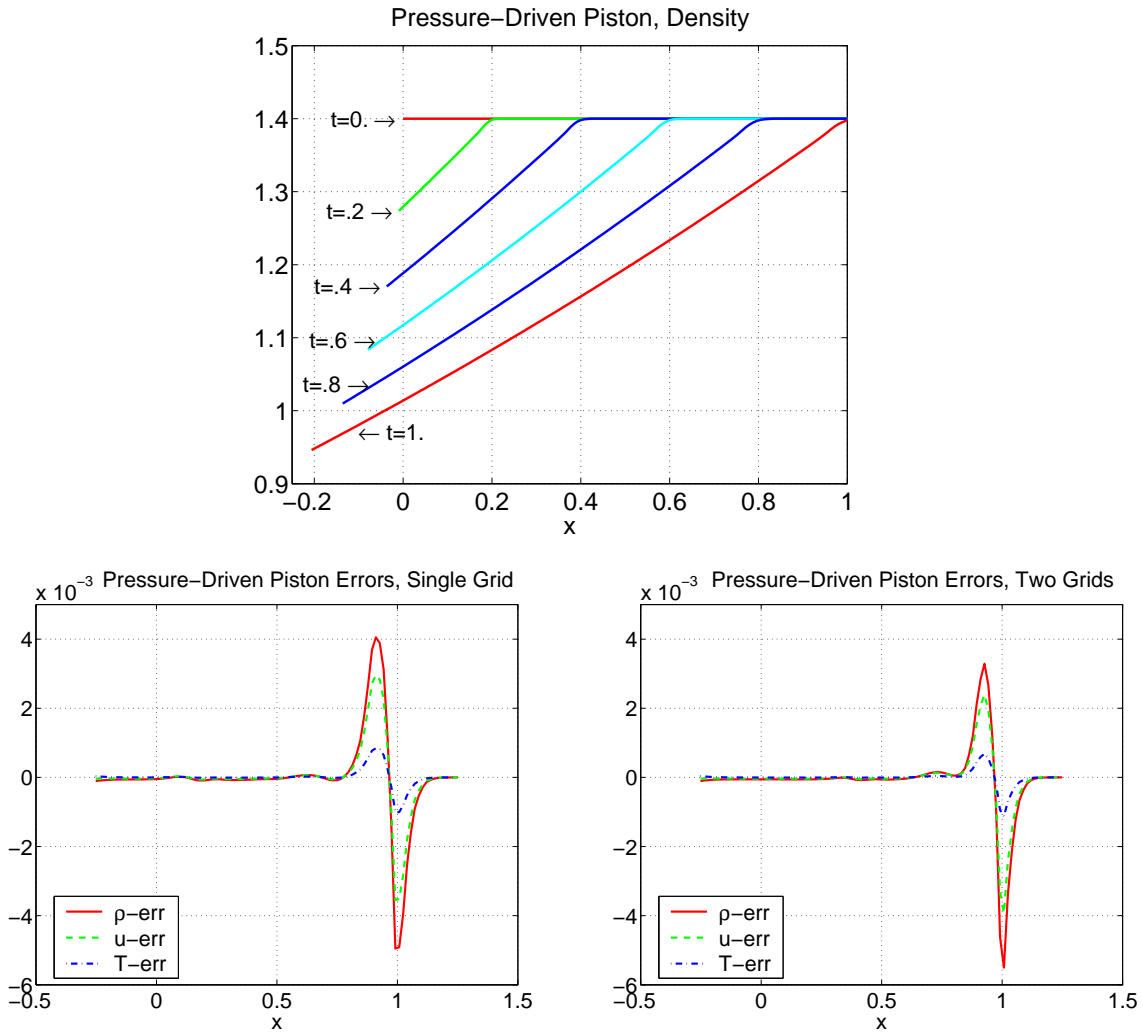 Pressure−Driven Piston, Density
1.5
1.4
1.3
1.2
1.1
1
0.9
t=0. →
t=.2 →
t=.4 →
t=.6 →
t=.8 →
← t=1.
−0.2 0 0.2 0.4 0.6 0.8 1
x
x 10⁻³ Pressure−Driven Piston Errors, Single Grid
4
2
0
−2
−4
−6
ρ−err
u−err
T−err
−0.5 0 0.5 1 1.5
x
x 10⁻³ Pressure−Driven Piston Errors, Two Grids
4
2
0
−2
−4
−6
ρ−err
u−err
T−err
−0.5 0 0.5 1 1.5
x